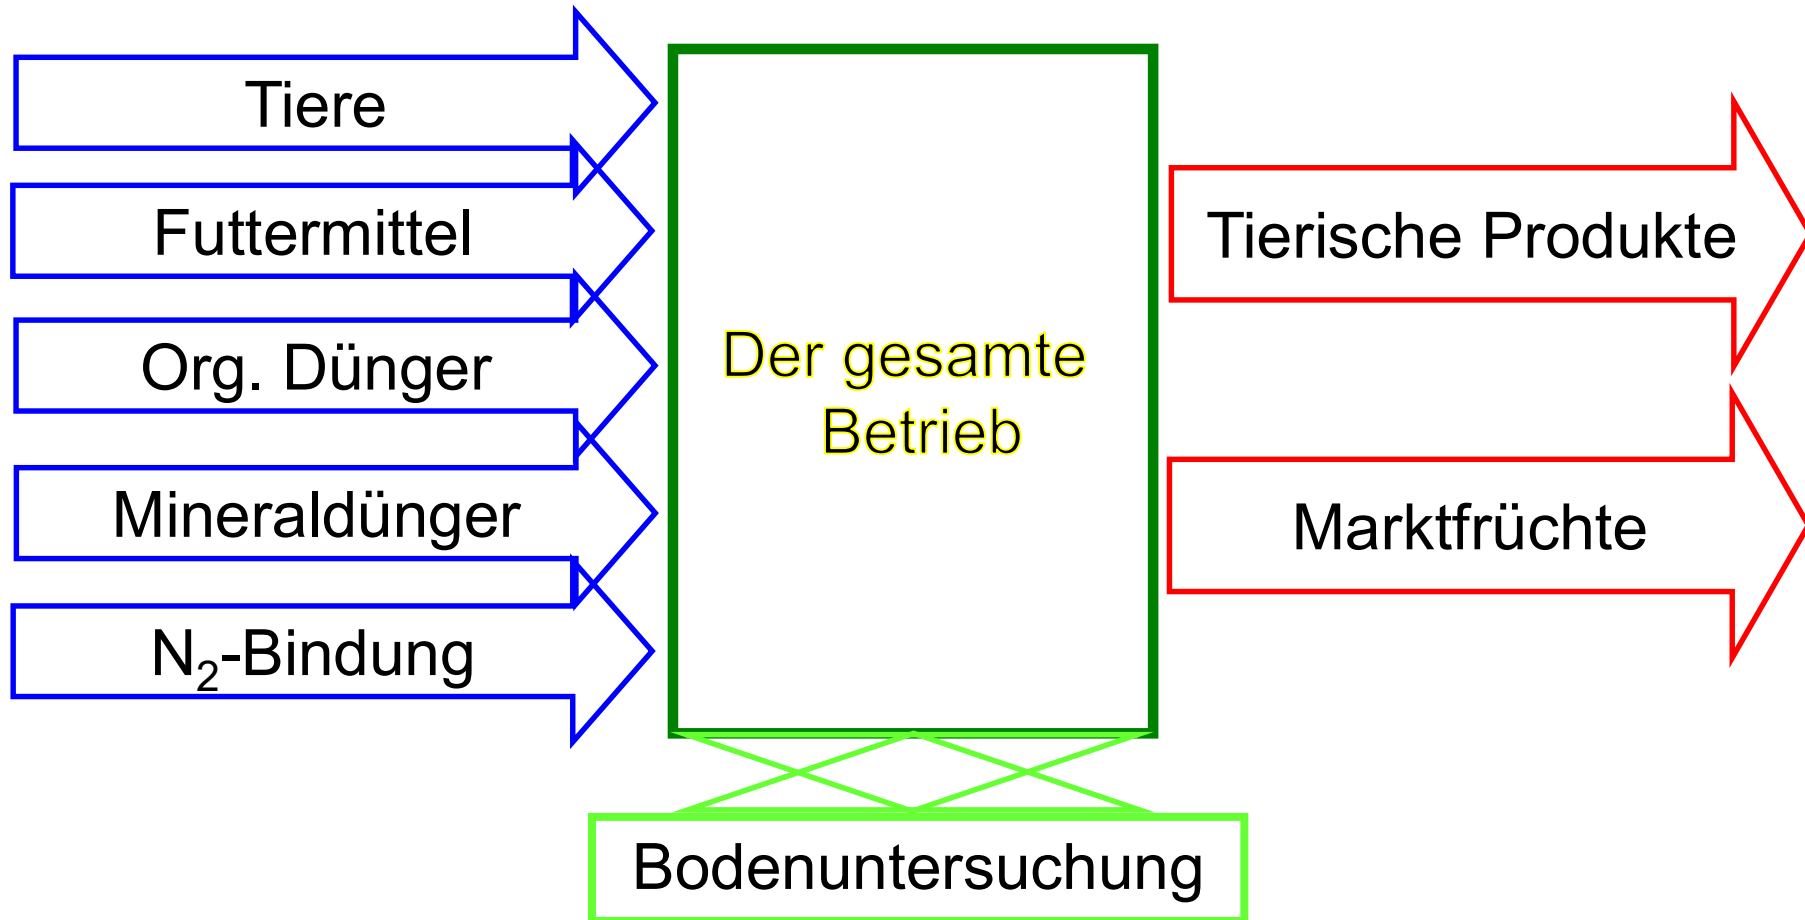 Tiere
Futtermittel
Org. Dünger
Mineraldünger
N₂-Bindung
Der gesamte
Betrieb
Tierische Produkte
Marktfrüchte
Bodenuntersuchung